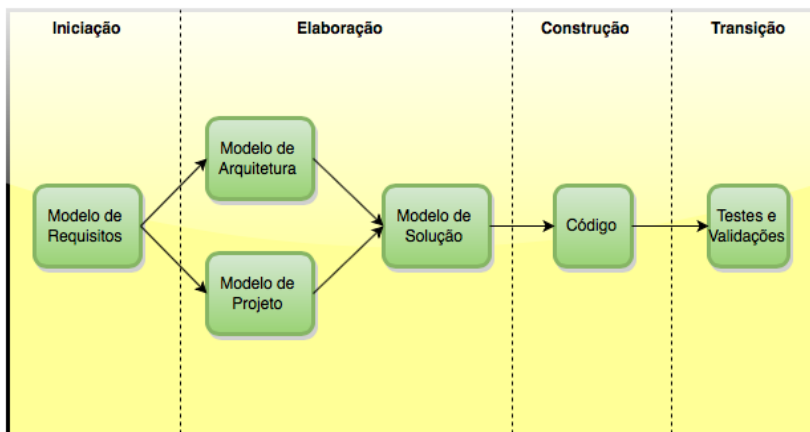 Iniciação
Elaboração
Construção
Transição
Modelo de
Arquitetura
Modelo de
Requisitos
Modelo de
Solução
Código
Testes e
Validações
Modelo de
Projeto